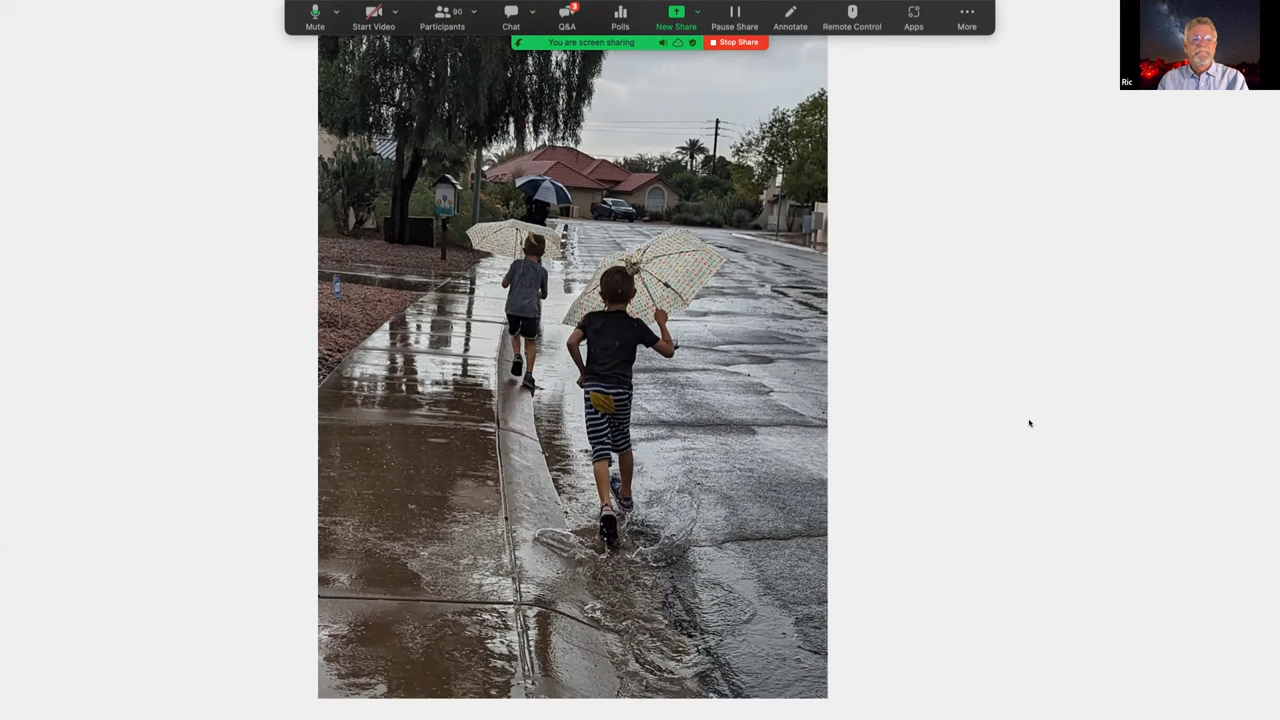 Mute
Start Video
90
Participants
Chat
3
Q&A
Polls
New Share
Pause Share
Annotate
Remote Control
Apps
More
You are screen sharing
Stop Share
Ric